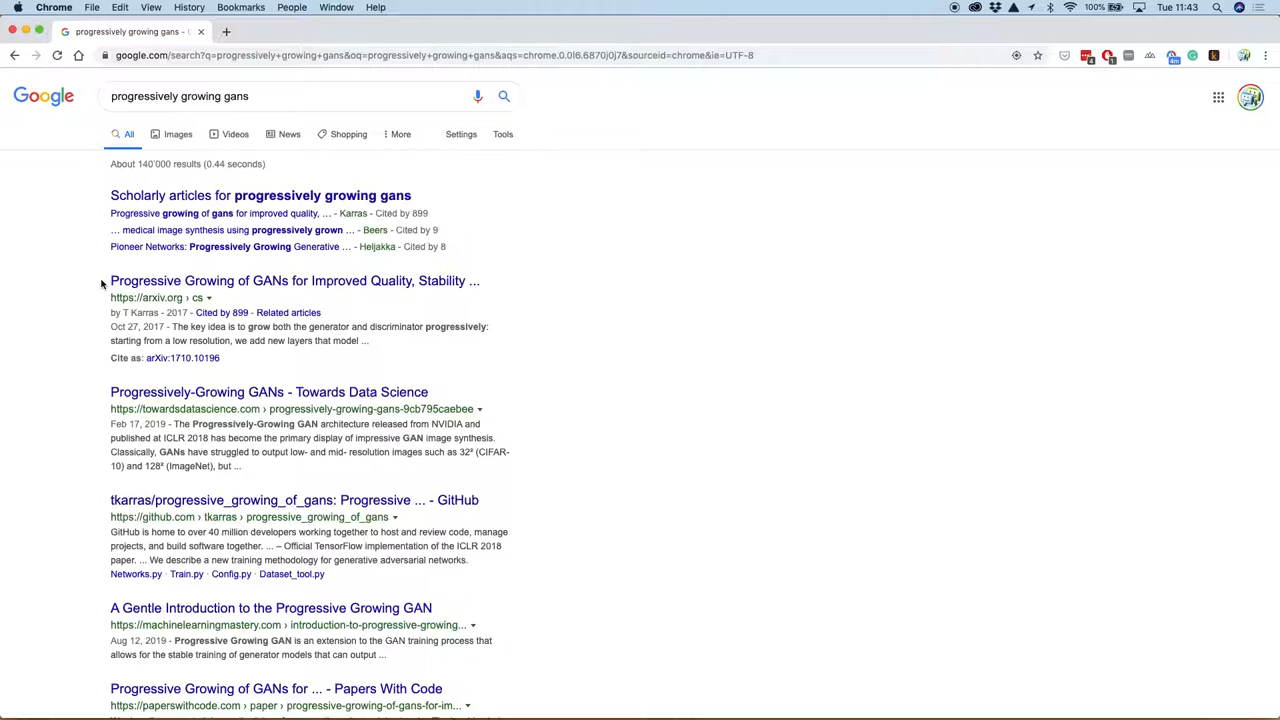 Chrome File Edit View History Bookmarks People Window Help 100% Tue 11:43
progressively growing gans - G
google.com/search?q=progressively+growing+gans&oq=progressively+growing+gans&aqs=chrome.0.0l6.6870j0j7&sourceid=chrome&ie=UTF-8
Google progressively growing gans
All Images Videos News Shopping More Settings Tools
About 140'000 results (0.44 seconds)
Scholarly articles for progressively growing gans
Progressive growing of gans for improved quality, ... - Karras - Cited by 899
... medical image synthesis using progressively grown ... - Beers - Cited by 9
Pioneer Networks: Progressively Growing Generative ... - Heljakka - Cited by 8
Progressive Growing of GANs for Improved Quality, Stability ...
https://arxiv.org › cs
by T Karras - 2017 - Cited by 899 - Related articles
Oct 27, 2017 - The key idea is to grow both the generator and discriminator progressively:
starting from a low resolution, we add new layers that model ...
Cite as: arXiv:1710.10196
Progressively-Growing GANs - Towards Data Science
https://towardsdatascience.com › progressively-growing-gans-9cb795caebee
Feb 17, 2019 - The Progressively-Growing GAN architecture released from NVIDIA and
published at ICLR 2018 has become the primary display of impressive GAN image synthesis.
Classically, GANs have struggled to output low- and mid- resolution images such as 32² (CIFAR-
10) and 128² (ImageNet), but ...
tkarras/progressive_growing_of_gans: Progressive ... - GitHub
https://github.com › tkarras › progressive_growing_of_gans
GitHub is home to over 40 million developers working together to host and review code, manage
projects, and build software together. ... – Official TensorFlow implementation of the ICLR 2018
paper. ... We describe a new training methodology for generative adversarial networks.
Networks.py · Train.py · Config.py · Dataset_tool.py
A Gentle Introduction to the Progressive Growing GAN
https://machinelearningmastery.com › introduction-to-progressive-growing...
Aug 12, 2019 - Progressive Growing GAN is an extension to the GAN training process that
allows for the stable training of generator models that can output ...
Progressive Growing of GANs for ... - Papers With Code
https://paperswithcode.com › paper › progressive-growing-of-gans-for-im...